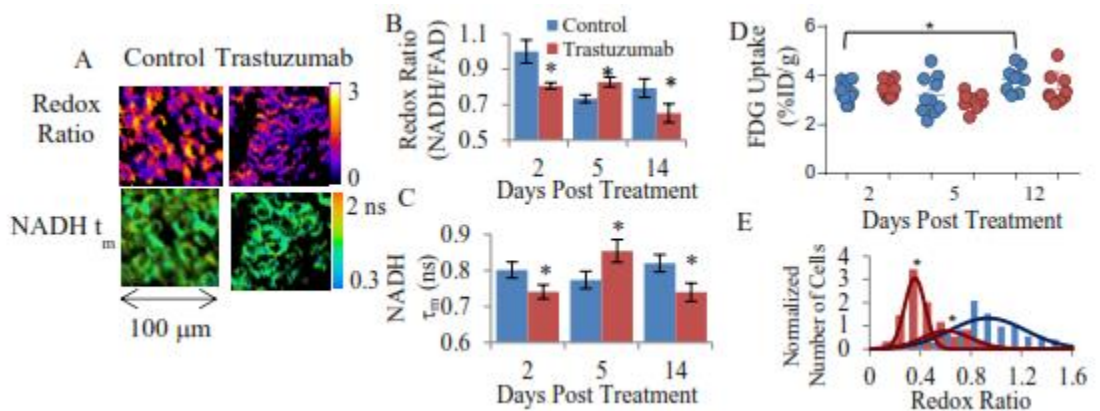 A
Control Trastuzumab
Redox
Ratio
3
0
NADH t
m
2 ns
0.3
100 µm
B
Control
Trastuzumab
Redox Ratio
(NADH/FAD)
1.1
0.9
0.7
0.5
*
*
*
2 5 14
Days Post Treatment
C
NADH
τm (ns)
0.9
0.8
0.7
0.6
*
*
*
2 5 14
Days Post Treatment
D
*
FDG Uptake
(%ID/g)
6
4
2
0
2 5 12
Days Post Treatment
E
Normalized
Number of Cells
4
3
2
1
0
*
*
0 0.4 0.8 1.2 1.6
Redox Ratio